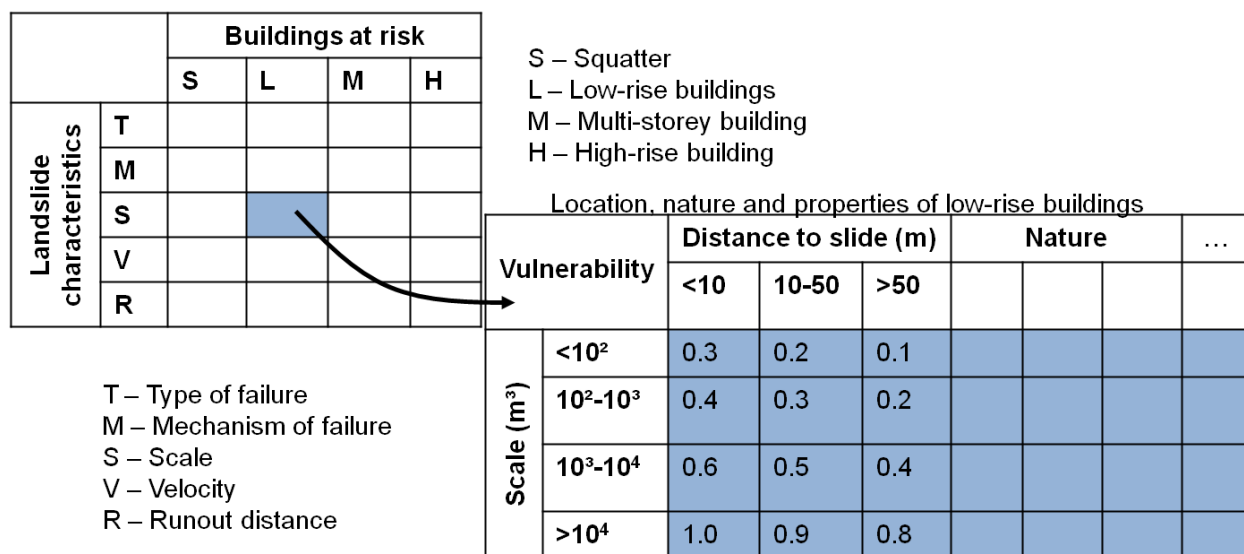 Buildings at risk
S L M H
Landslide characteristics
T
M
S
V
R
S – Squatter
L – Low-rise buildings
M – Multi-storey building
H – High-rise building
Location, nature and properties of low-rise buildings
Vulnerability Distance to slide (m) Nature ...
<10 10-50 >50
Scale (m³)
<10² 0.3 0.2 0.1
10²-10³ 0.4 0.3 0.2
10³-10⁴ 0.6 0.5 0.4
>10⁴ 1.0 0.9 0.8
T – Type of failure
M – Mechanism of failure
S – Scale
V – Velocity
R – Runout distance